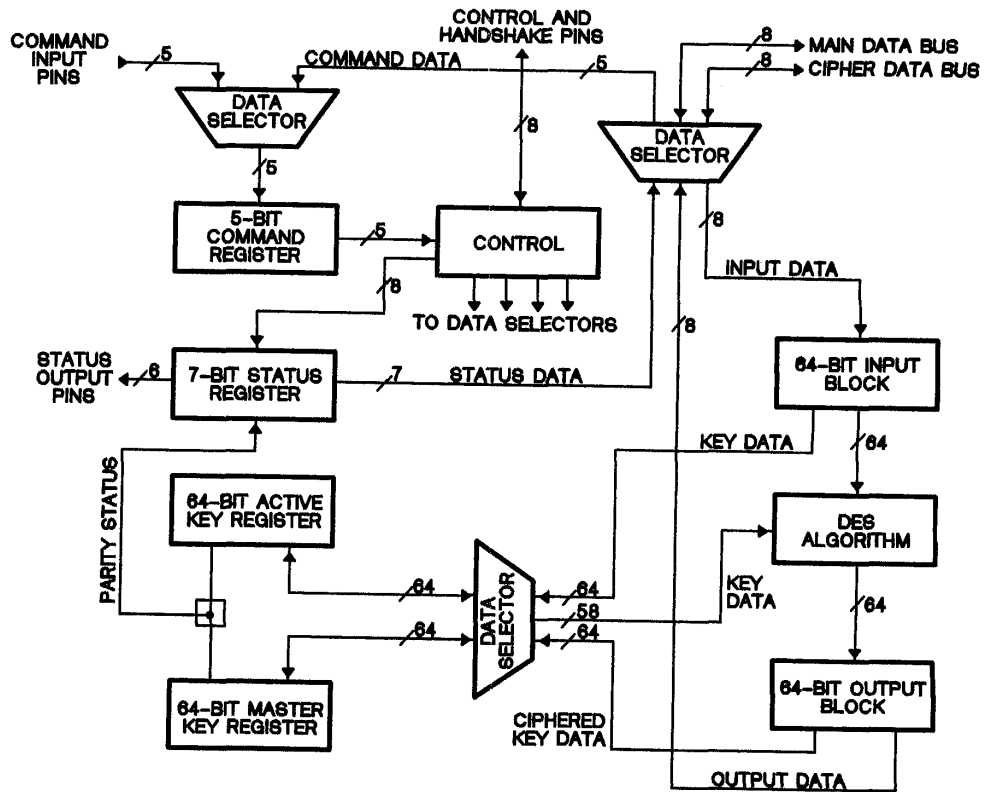 COMMAND
INPUT
PINS
5
COMMAND DATA
CONTROL AND
HANDSHAKE PINS
5
8
MAIN DATA BUS
8
CIPHER DATA BUS
DATA
SELECTOR
8
DATA
SELECTOR
5
8
5-BIT
COMMAND
REGISTER
5
CONTROL
INPUT DATA
8
TO DATA SELECTORS
8
STATUS
OUTPUT
PINS
6
7-BIT STATUS
REGISTER
7
STATUS DATA
64-BIT INPUT
BLOCK
KEY DATA
64
PARITY STATUS
64-BIT ACTIVE
KEY REGISTER
DES
ALGORITHM
64
DATA
SELECTOR
64
58
64
64
KEY
DATA
64
64-BIT MASTER
KEY REGISTER
CIPHERED
KEY DATA
64-BIT OUTPUT
BLOCK
OUTPUT DATA